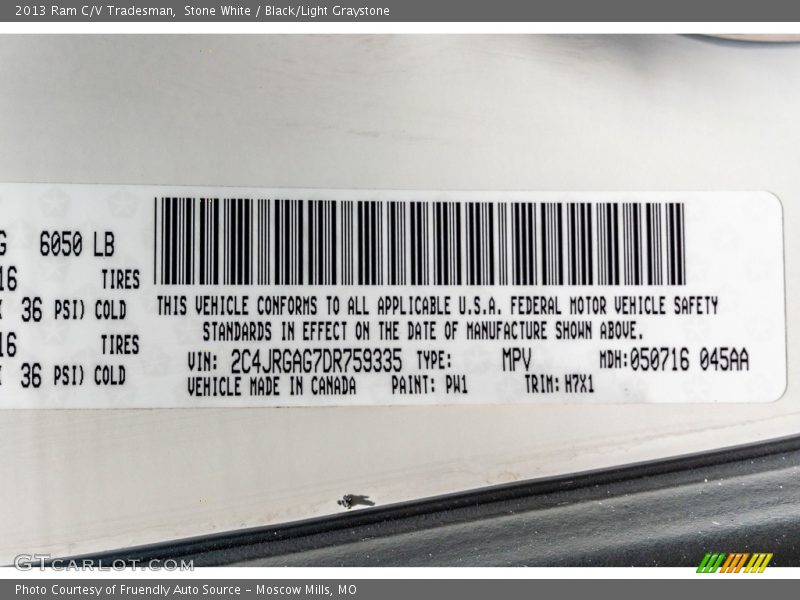 2013 Ram C/V Tradesman, Stone White / Black/Light Graystone
6050 LB
16 TIRES
36 PSI) COLD
16 TIRES
36 PSI) COLD
THIS VEHICLE CONFORMS TO ALL APPLICABLE U.S.A. FEDERAL MOTOR VEHICLE SAFETY
STANDARDS IN EFFECT ON THE DATE OF MANUFACTURE SHOWN ABOVE.
VIN: 2C4JRGAG7DR759335 TYPE: MPV MDH:050716 045AA
VEHICLE MADE IN CANADA PAINT: PW1 TRIM: H7X1
GTCarLot.com
Photo Courtesy of Fruendly Auto Source - Moscow Mills, MO